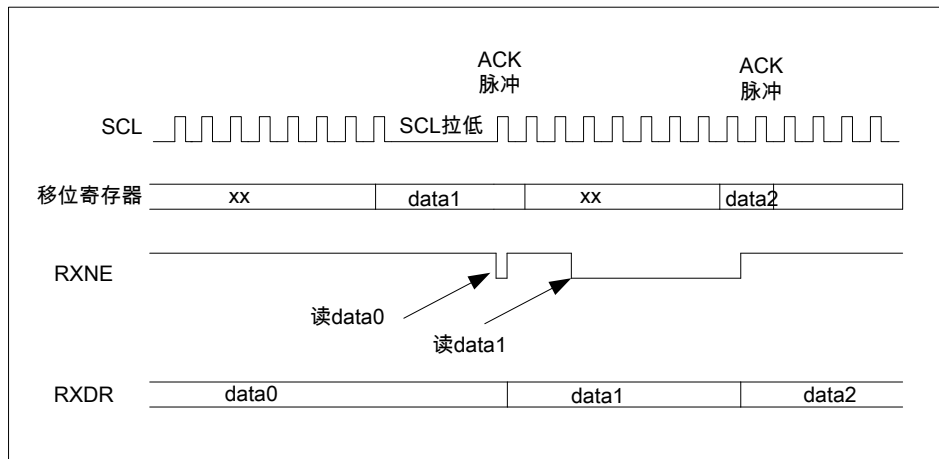 ACK
脉冲
ACK
脉冲
SCL
SCL拉低
移位寄存器
xx
data1
xx
data2
RXNE
读data0
读data1
RXDR
data0
data1
data2